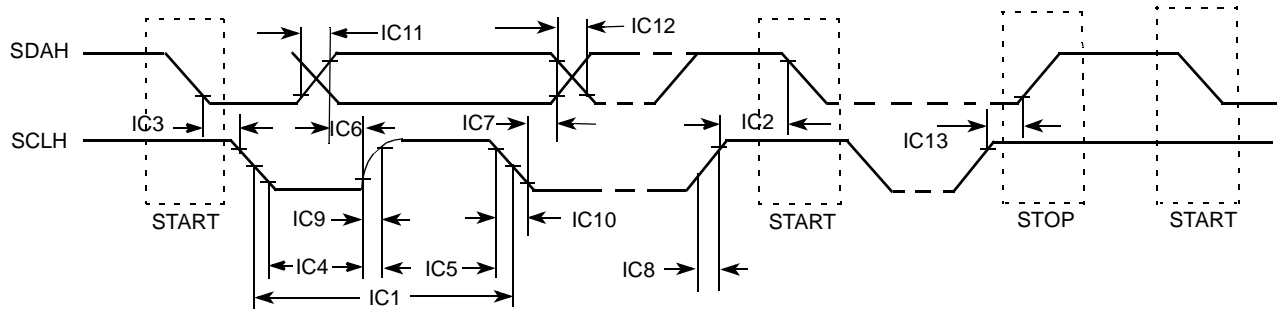 IC11
IC12
SDAH
IC3
IC6
IC7
IC2
IC13
SCLH
START
IC9
IC10
START
STOP
START
IC4
IC5
IC8
IC1